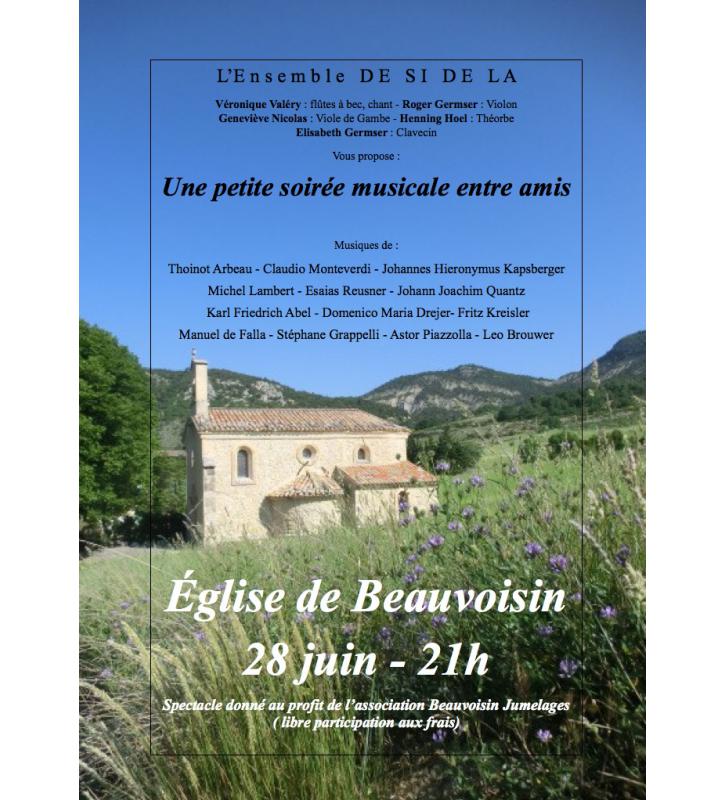 L'Ensemble DE SI DE LA
Véronique Valéry : flûtes à bec, chant - Roger Germser : Violon
Geneviève Nicolas : Viole de Gambe - Henning Hoel : Théorbe
Elisabeth Germser : Clavecin
Vous propose :
Une petite soirée musicale entre amis
Musiques de :
Thoinot Arbeau - Claudio Monteverdi - Johannes Hieronymus Kapsberger
Michel Lambert - Esaias Reusner - Johann Joachim Quantz
Karl Friedrich Abel - Domenico Maria Drejer- Fritz Kreisler
Manuel de Falla - Stéphane Grappelli - Astor Piazzolla - Leo Brouwer
Église de Beauvoisin
28 juin - 21h
Spectacle donné au profit de l'association Beauvoisin Jumelages
( libre participation aux frais)